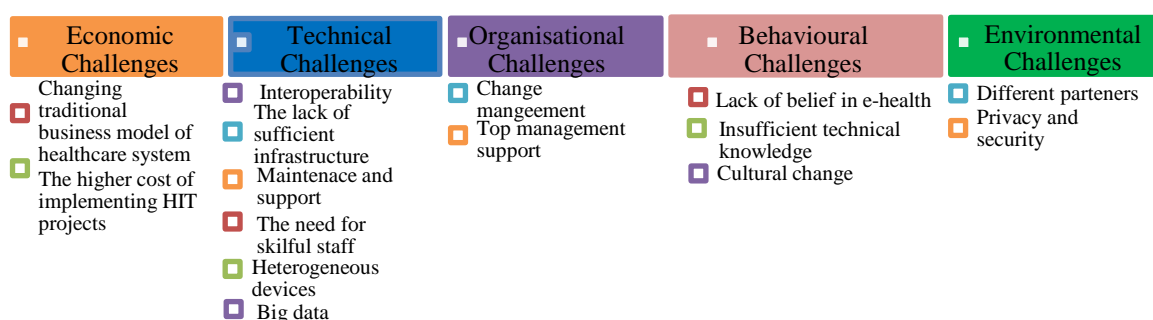 Economic
Challenges
Changing
traditional
business model of
healthcare system
The higher cost of
implementing HIT
projects
Technical
Challenges
Interoperability
The lack of
sufficient
infrastructure
Maintenace and
support
The need for
skilful staff
Heterogeneous
devices
Big data
Organisational
Challenges
Change
mangeement
Top management
support
Behavioural
Challenges
Lack of belief in e-health
Insufficient technical
knowledge
Cultural change
Environmental
Challenges
Different parteners
Privacy and
security